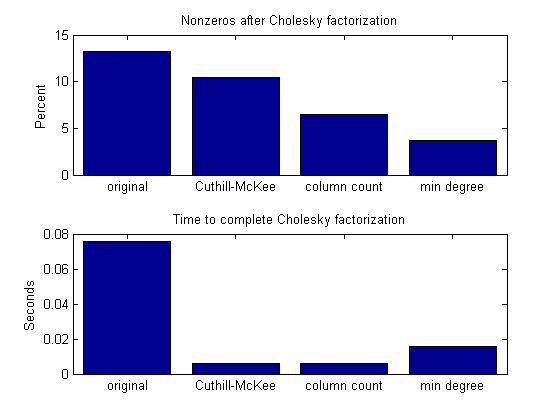 Nonzeros after Cholesky factorization
15
10
5
0
Percent
original Cuthill-McKee column count min degree
Time to complete Cholesky factorization
0.08
0.06
0.04
0.02
0
Seconds
original Cuthill-McKee column count min degree